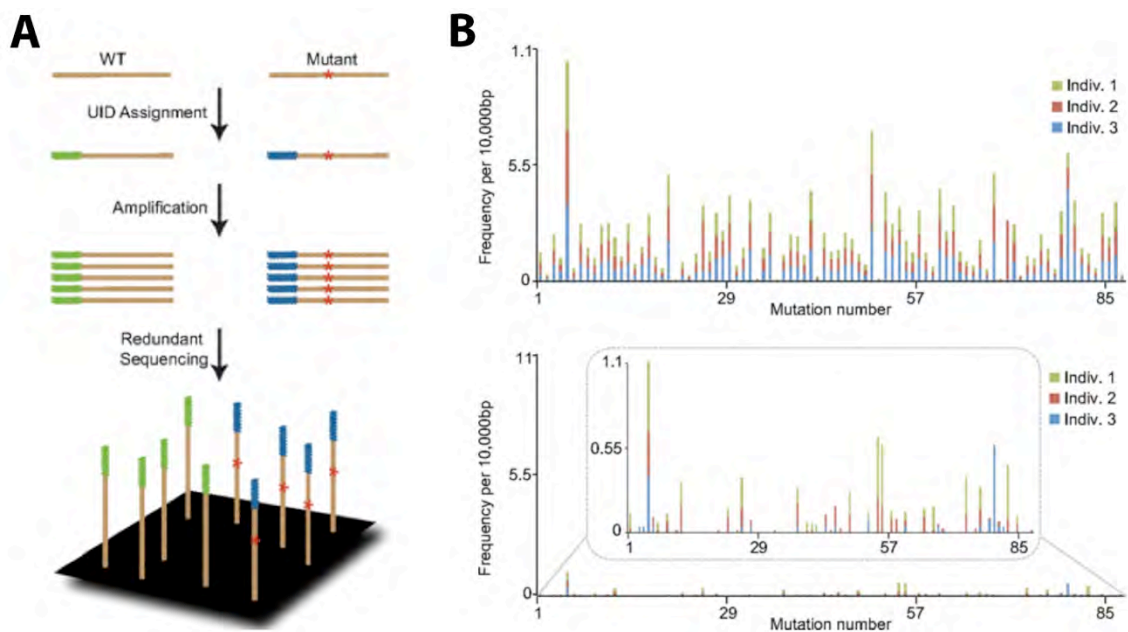 A
WT
Mutant
UID Assignment
Amplification
Redundant
Sequencing
B
Frequency per 10,000bp
1.1
5.5
0
1
29
57
85
Mutation number
Indiv. 1
Indiv. 2
Indiv. 3
Frequency per 10,000bp
11
5.5
0
1
29
57
85
Mutation number
1.1
0.55
0
1
29
57
85
Indiv. 1
Indiv. 2
Indiv. 3